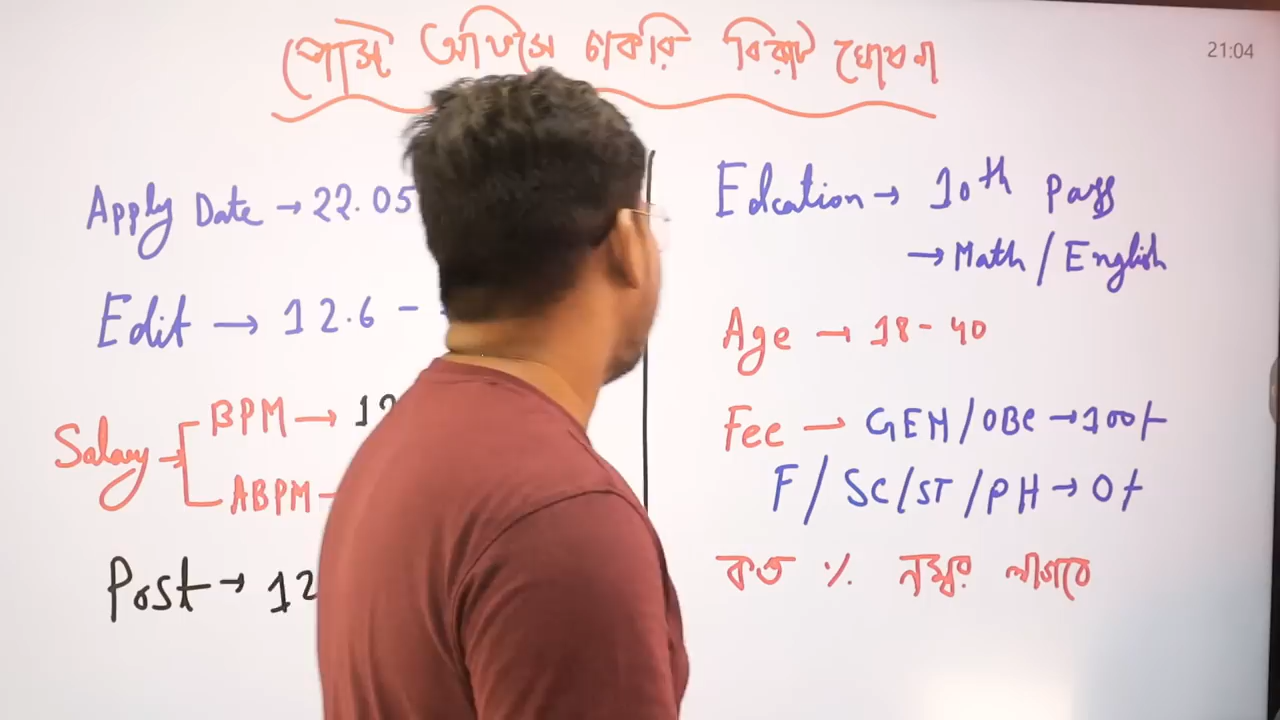 পোস্ট অফিসে চাকরি বিরাট ঘোষণা
21:04
Apply Date → 22.05
Edit → 12.6 -
Salary → BPM → 12
ABPM →
Post → 12
Edcation → 10th pass
→ Math / English
Age → 18 - 40
Fee → GEN / OBC → 100/-
F / SC / ST / PH → 0/-
কত % নম্বর লাগবে